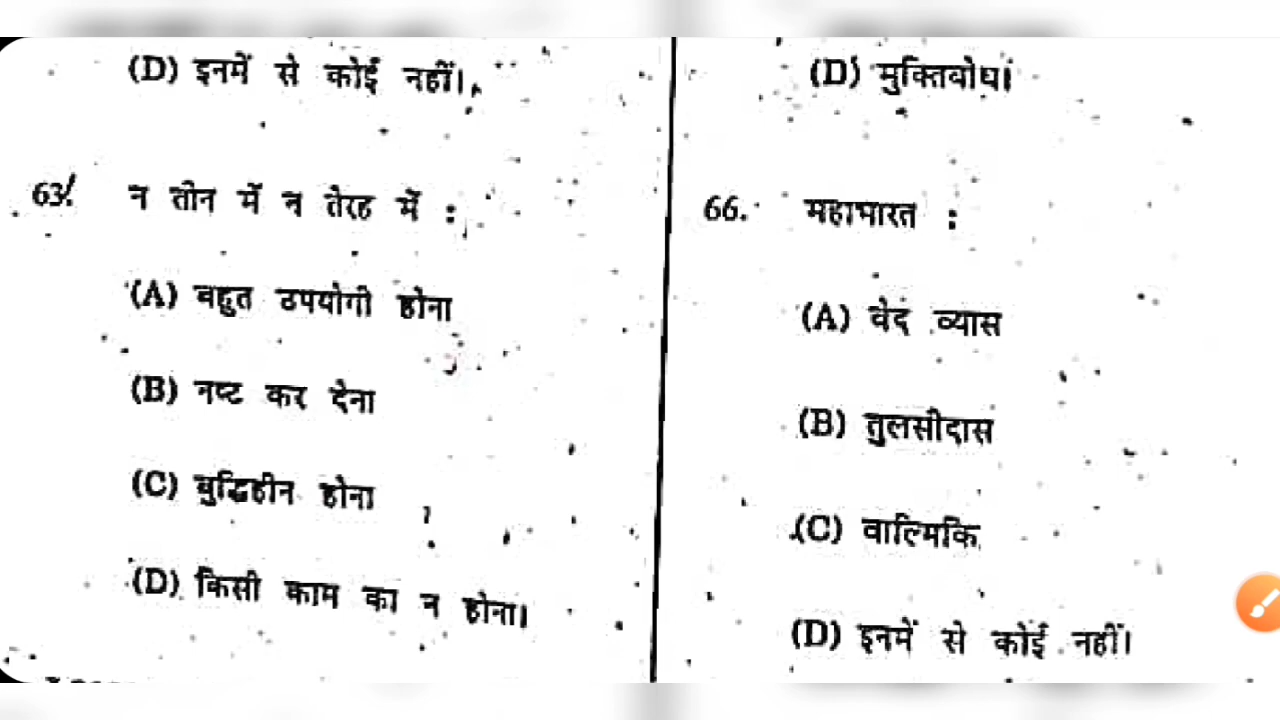 (D) इनमें से कोई नहीं।
63. न तीन में न तेरह में :
(A) बहुत उपयोगी होना
(B) नष्ट कर देना
(C) बुद्धिहीन होना
(D) किसी काम का न होना।
(D) मुक्तिबोध।
66. महाभारत :
(A) वेद व्यास
(B) तुलसीदास
(C) वाल्मिकि
(D) इनमें से कोई नहीं।